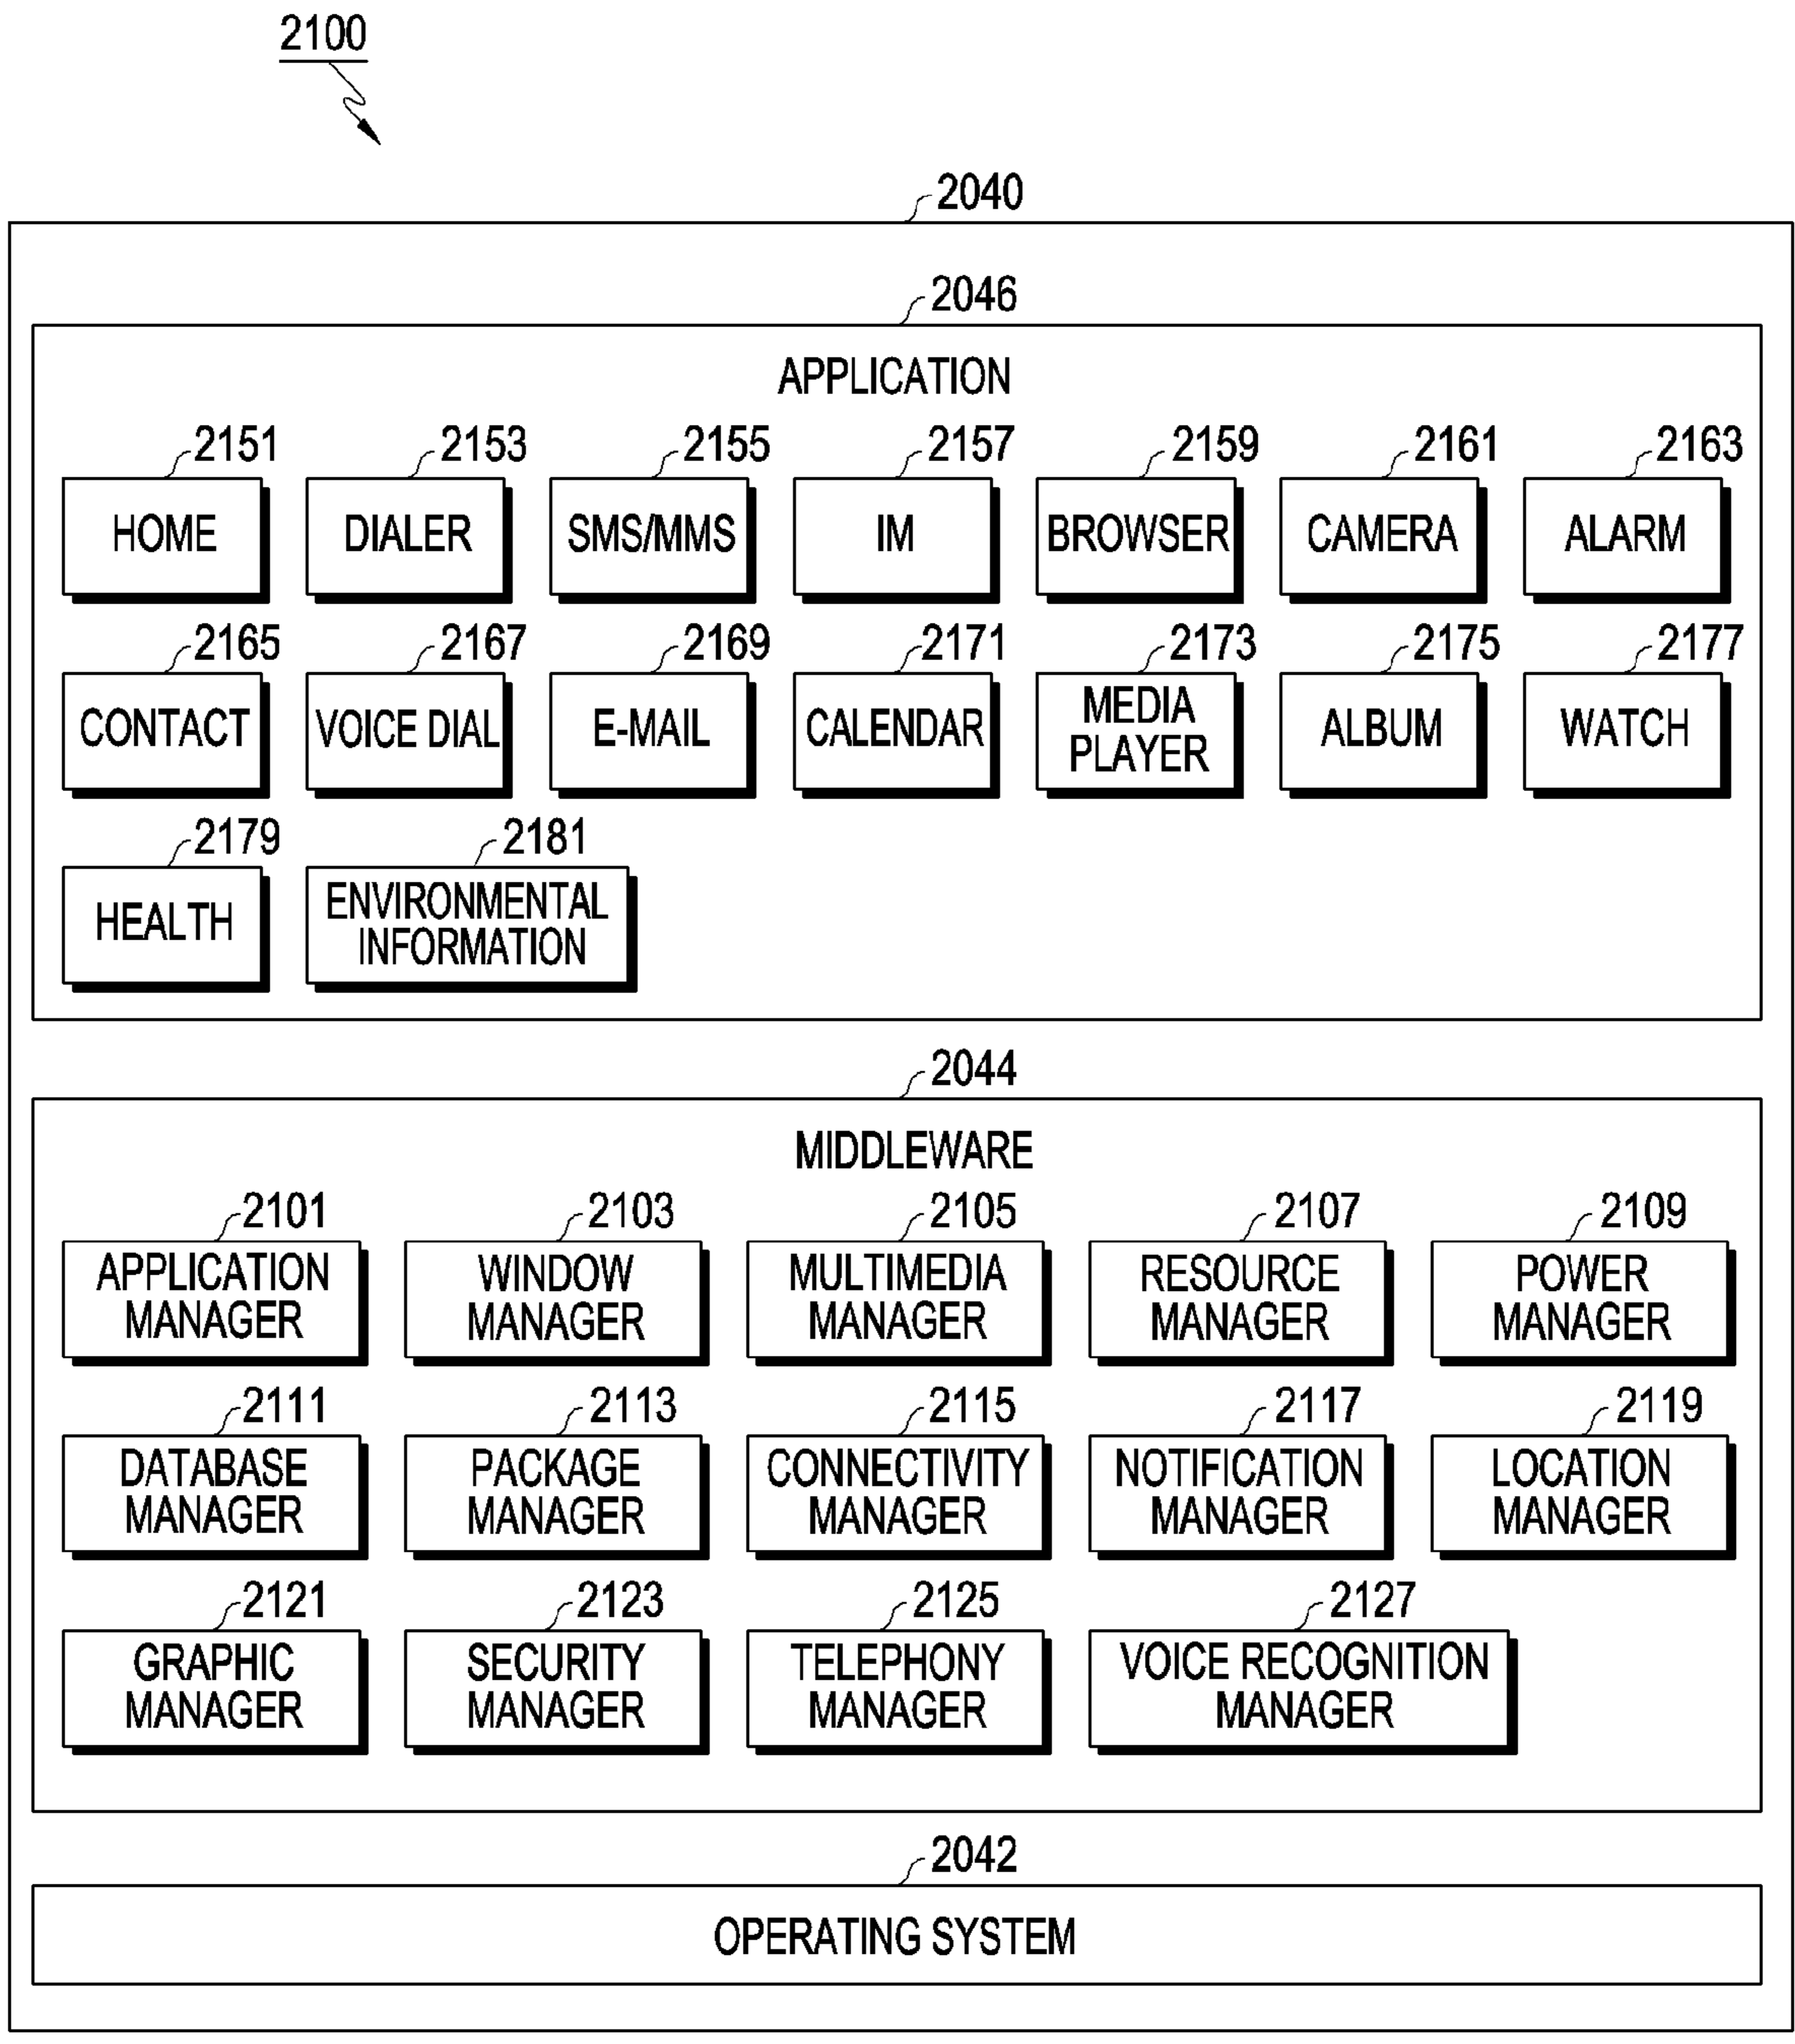 2100
2040
2046
APPLICATION
2151 2153 2155 2157 2159 2161 2163
HOME DIALER SMS/MMS IM BROWSER CAMERA ALARM
2165 2167 2169 2171 2173 2175 2177
CONTACT VOICE DIAL E-MAIL CALENDAR MEDIA PLAYER ALBUM WATCH
2179 2181
HEALTH ENVIRONMENTAL INFORMATION
2044
MIDDLEWARE
2101 2103 2105 2107 2109
APPLICATION WINDOW MULTIMEDIA RESOURCE POWER
MANAGER MANAGER MANAGER MANAGER MANAGER
2111 2113 2115 2117 2119
DATABASE PACKAGE CONNECTIVITY NOTIFICATION LOCATION
MANAGER MANAGER MANAGER MANAGER MANAGER
2121 2123 2125 2127
GRAPHIC SECURITY TELEPHONY VOICE RECOGNITION
MANAGER MANAGER MANAGER MANAGER
2042
OPERATING SYSTEM